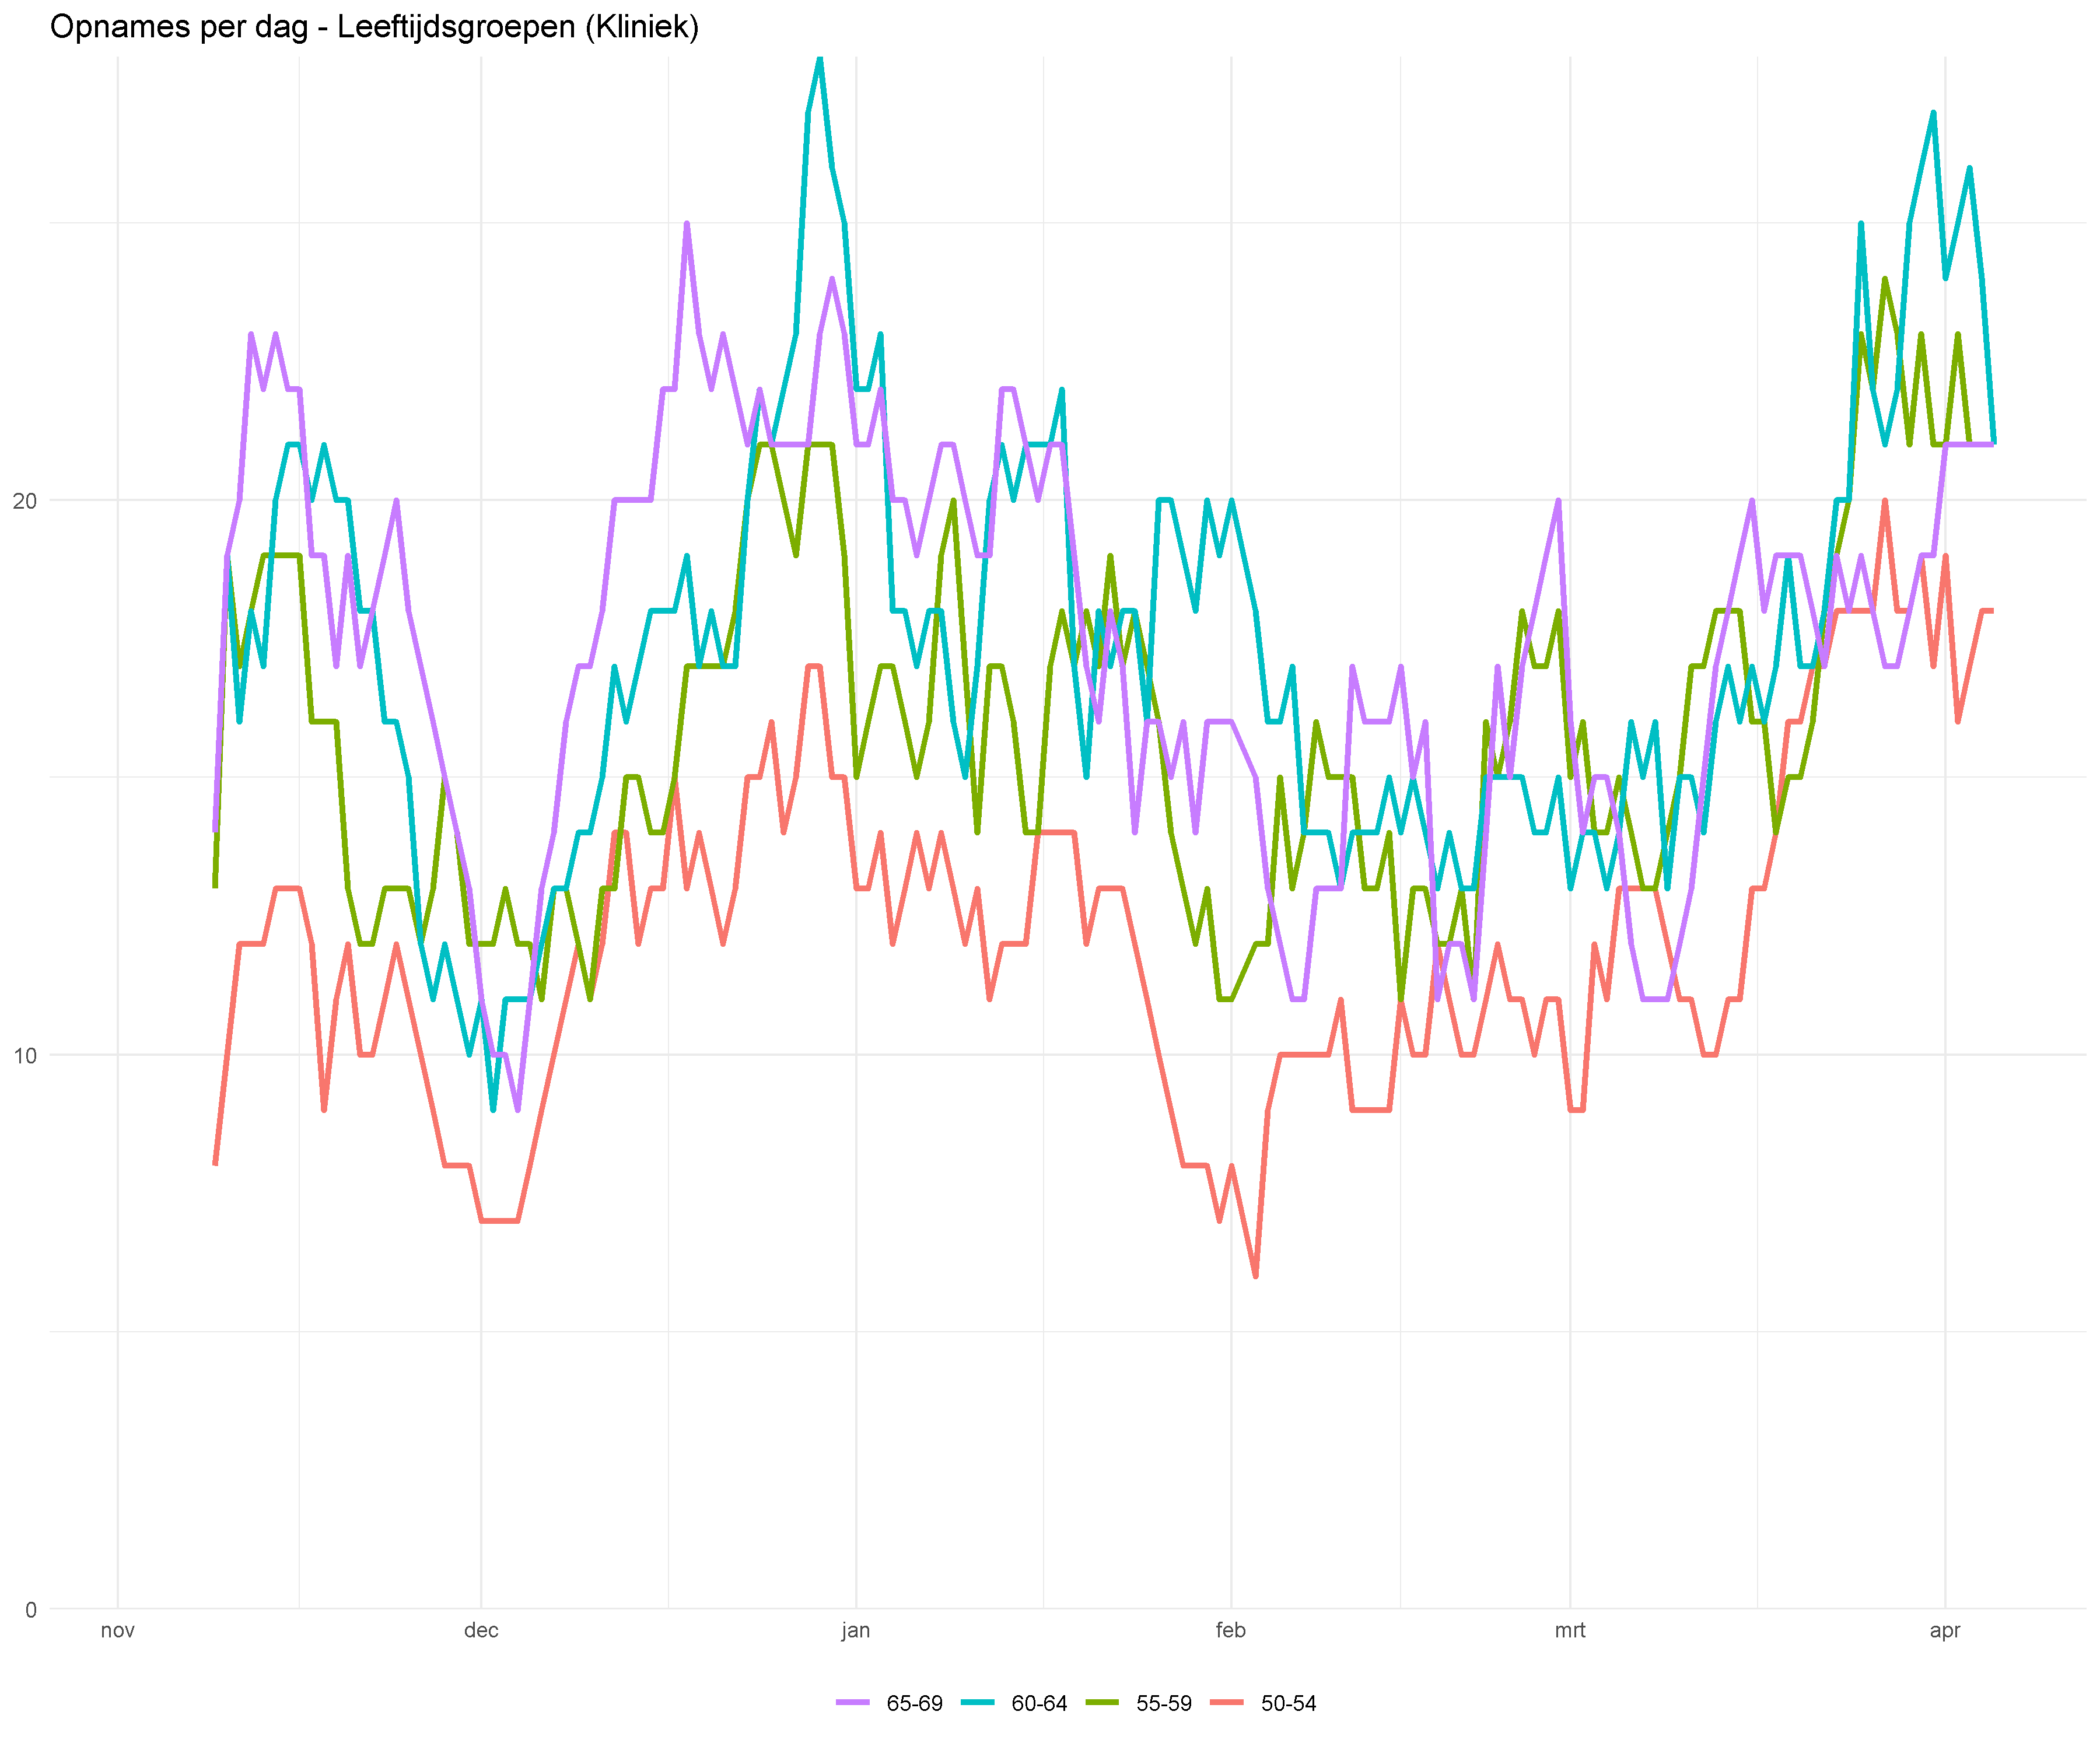 Opnames per dag - Leeftijdsgroepen (Kliniek)
20
10
0
nov dec jan feb mrt apr
65-69 60-64 55-59 50-54